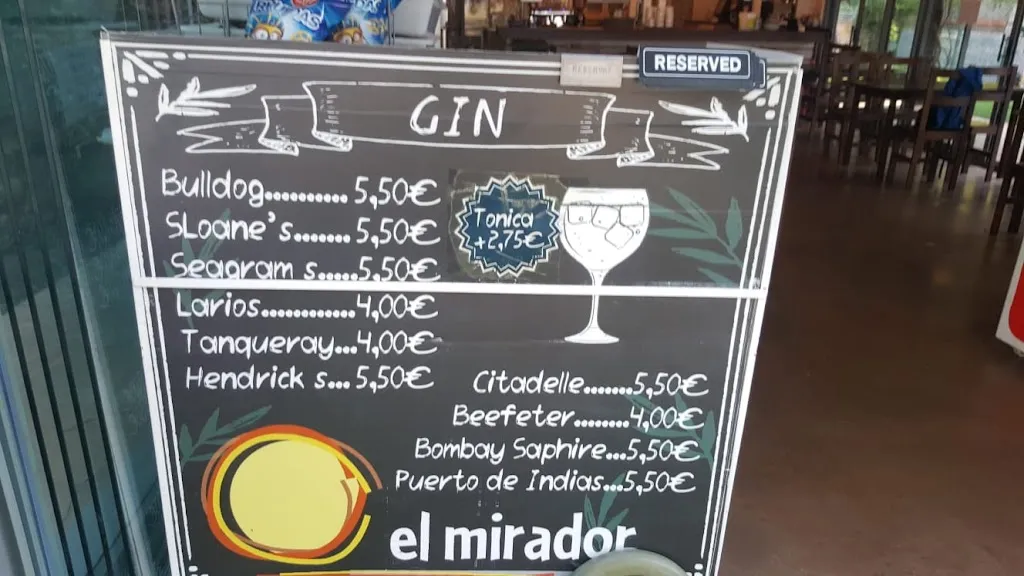 RESERVED
GIN
Bulldog........... 5,50€
SLoane's....... 5,50€
Seagram s......5,50€
Tonica
+2,75€
Larios.............4,00€
Tanqueray...4,00€
Hendrick s... 5,50€
Citadelle.......5,50€
Beefeter.........4,00€
Bombay Saphire...5,50€
Puerto de Indias...5,50€
el mirador